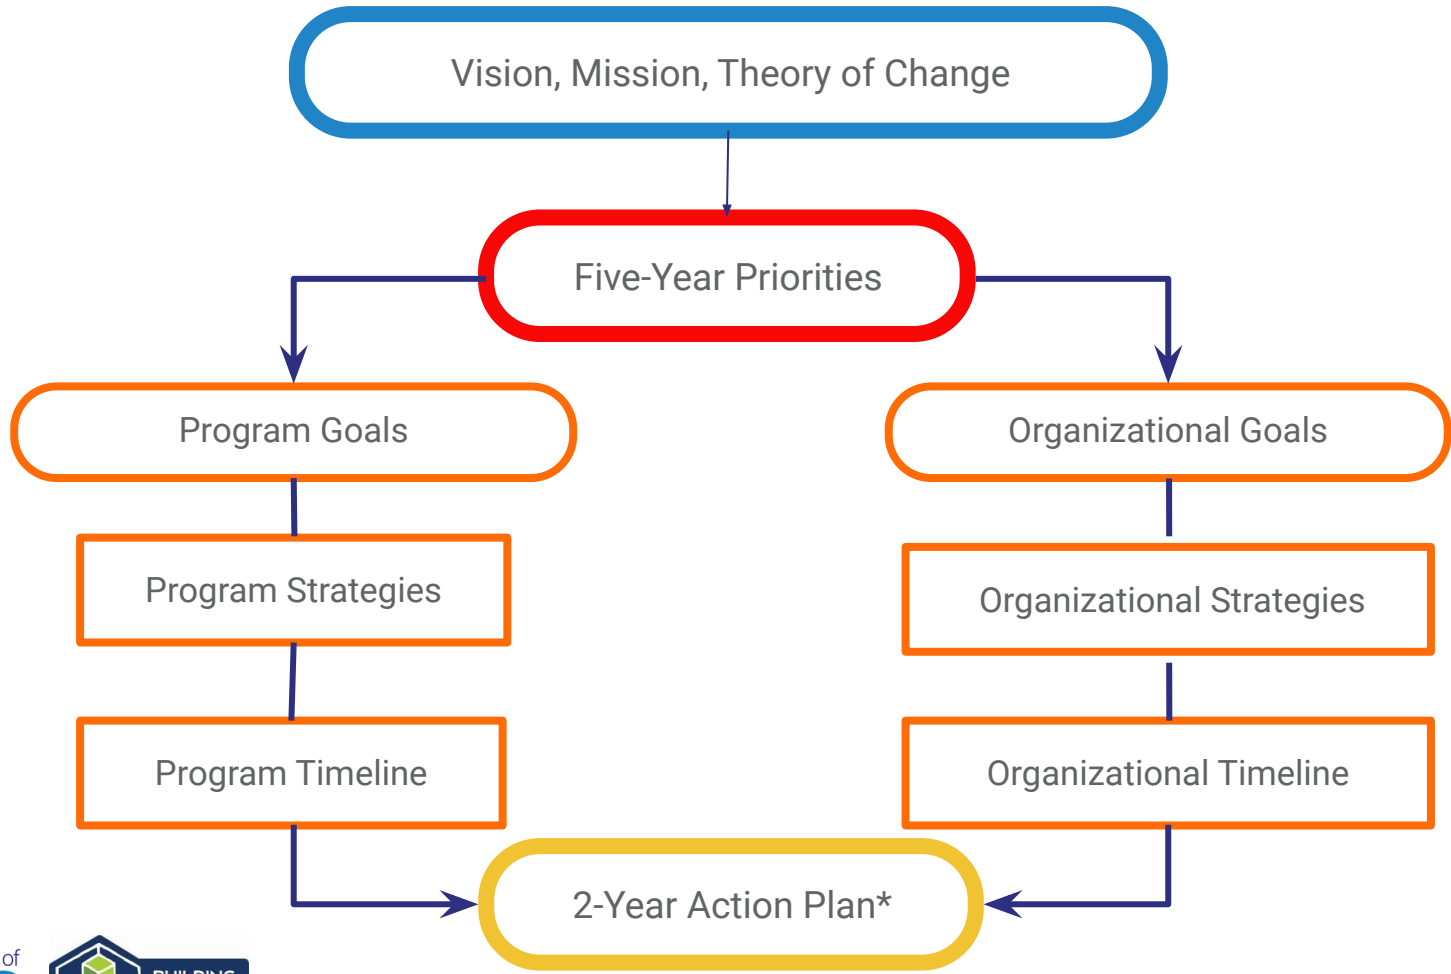 Vision, Mission, Theory of Change
Five-Year Priorities
Program Goals
Organizational Goals
Program Strategies
Organizational Strategies
Program Timeline
Organizational Timeline
2-Year Action Plan*
of
BUILDING